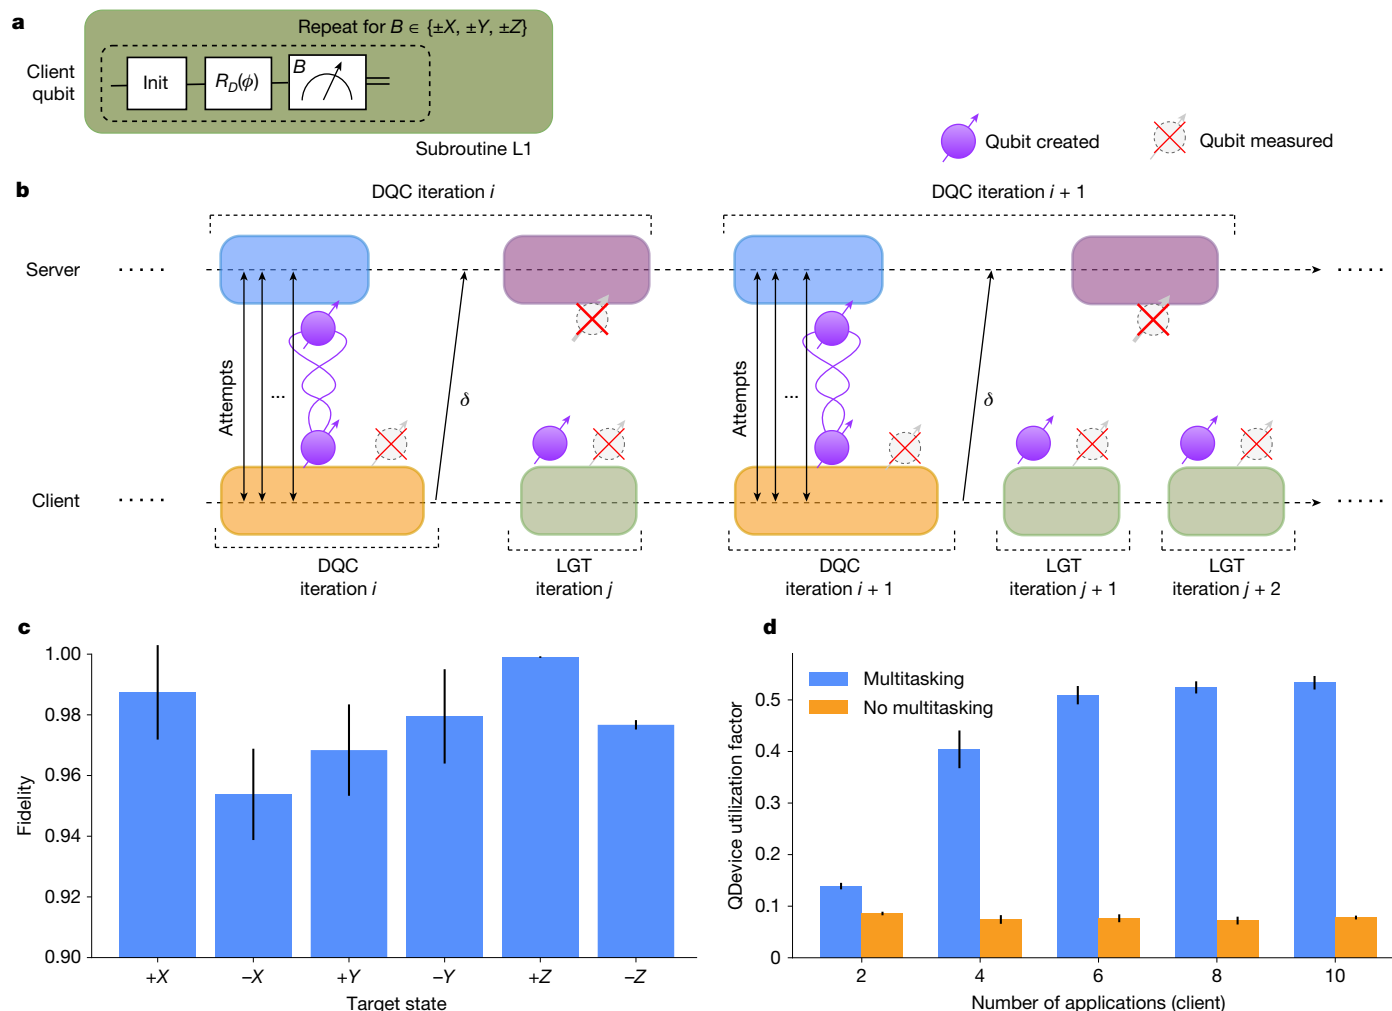 a
Repeat for B ∈ {±X, ±Y, ±Z}
Client
qubit
Init
R_D(ϕ)
B
Subroutine L1
Qubit created
Qubit measured
b
DQC iteration i
DQC iteration i + 1
Server
Attempts
...
δ
Attempts
...
δ
Client
DQC
iteration i
LGT
iteration j
DQC
iteration i + 1
LGT
iteration j + 1
LGT
iteration j + 2
c
Fidelity
1.00
0.98
0.96
0.94
0.92
0.90
+X –X +Y –Y +Z –Z
Target state
d
QDevice utilization factor
Multitasking
No multitasking
0.5
0.4
0.3
0.2
0.1
0
2 4 6 8 10
Number of applications (client)